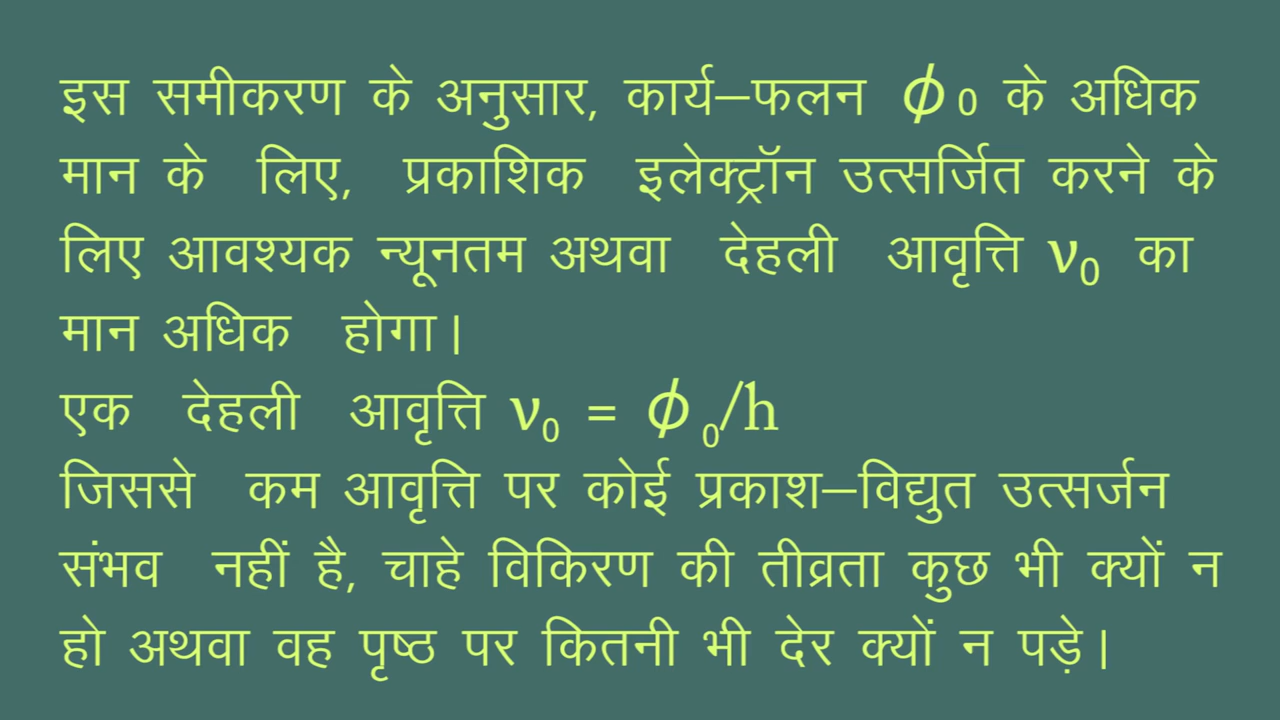 इस समीकरण के अनुसार, कार्य–फलन ϕ₀ के अधिक
मान के लिए, प्रकाशिक इलेक्ट्रॉन उत्सर्जित करने के
लिए आवश्यक न्यूनतम अथवा देहली आवृत्ति ν₀ का
मान अधिक होगा।
एक देहली आवृत्ति ν₀ = ϕ₀/h
जिससे कम आवृत्ति पर कोई प्रकाश–विद्युत उत्सर्जन
संभव नहीं है, चाहे विकिरण की तीव्रता कुछ भी क्यों न
हो अथवा वह पृष्ठ पर कितनी भी देर क्यों न पड़े।